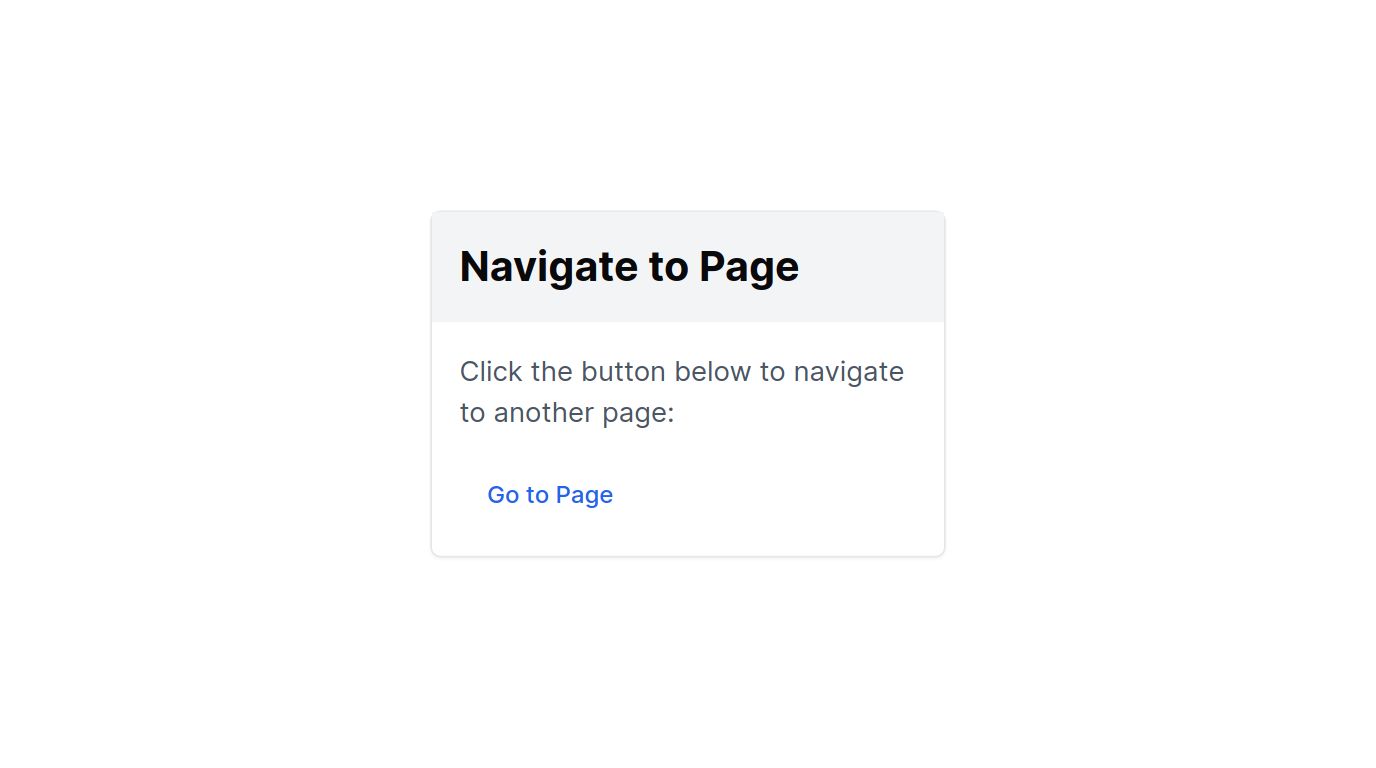 Navigate to Page
Click the button below to navigate
to another page:
Go to Page